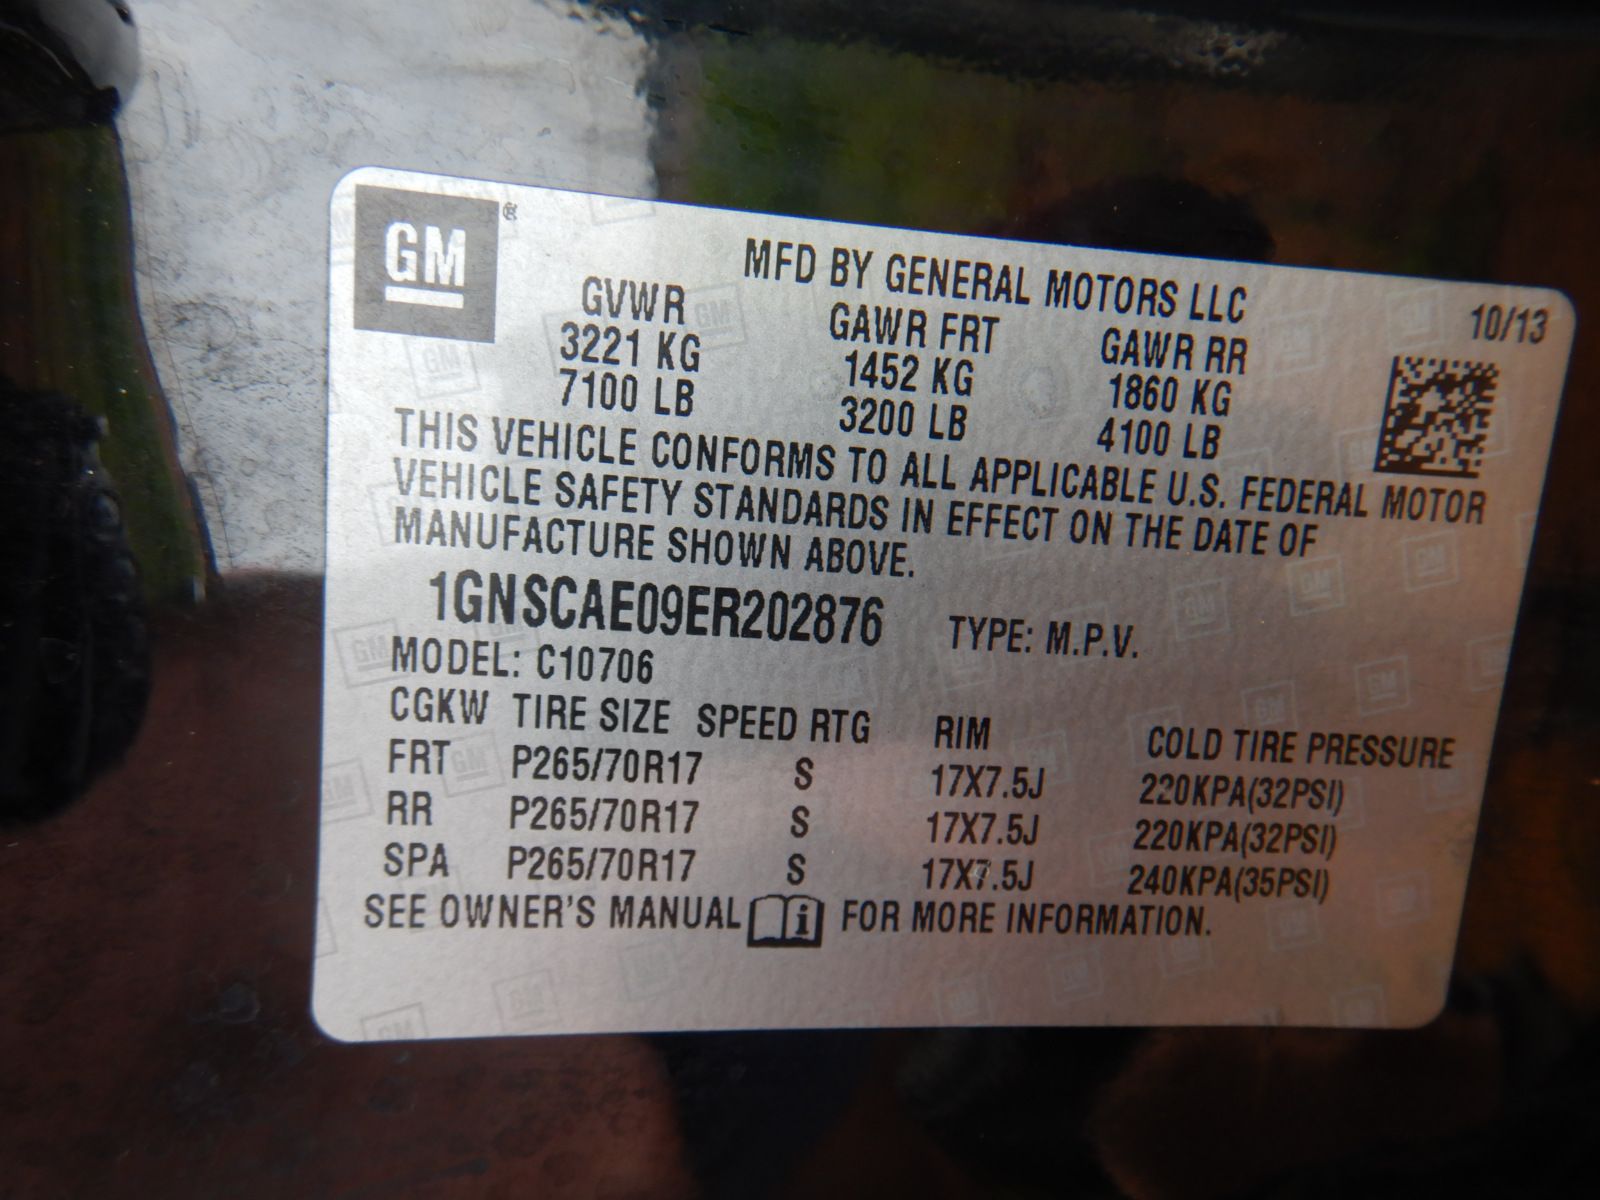 GM ®
MFD BY GENERAL MOTORS LLC
10/13
GVWR GAWR FRT GAWR RR
3221 KG 1452 KG 1860 KG
7100 LB 3200 LB 4100 LB
THIS VEHICLE CONFORMS TO ALL APPLICABLE U.S. FEDERAL MOTOR
VEHICLE SAFETY STANDARDS IN EFFECT ON THE DATE OF
MANUFACTURE SHOWN ABOVE.
1GNSCAE09ER202876 TYPE: M.P.V.
MODEL: C10706
CGKW TIRE SIZE SPEED RTG RIM COLD TIRE PRESSURE
FRT P265/70R17 S 17X7.5J 220KPA(32PSI)
RR P265/70R17 S 17X7.5J 220KPA(32PSI)
SPA P265/70R17 S 17X7.5J 240KPA(35PSI)
SEE OWNER'S MANUAL i FOR MORE INFORMATION.